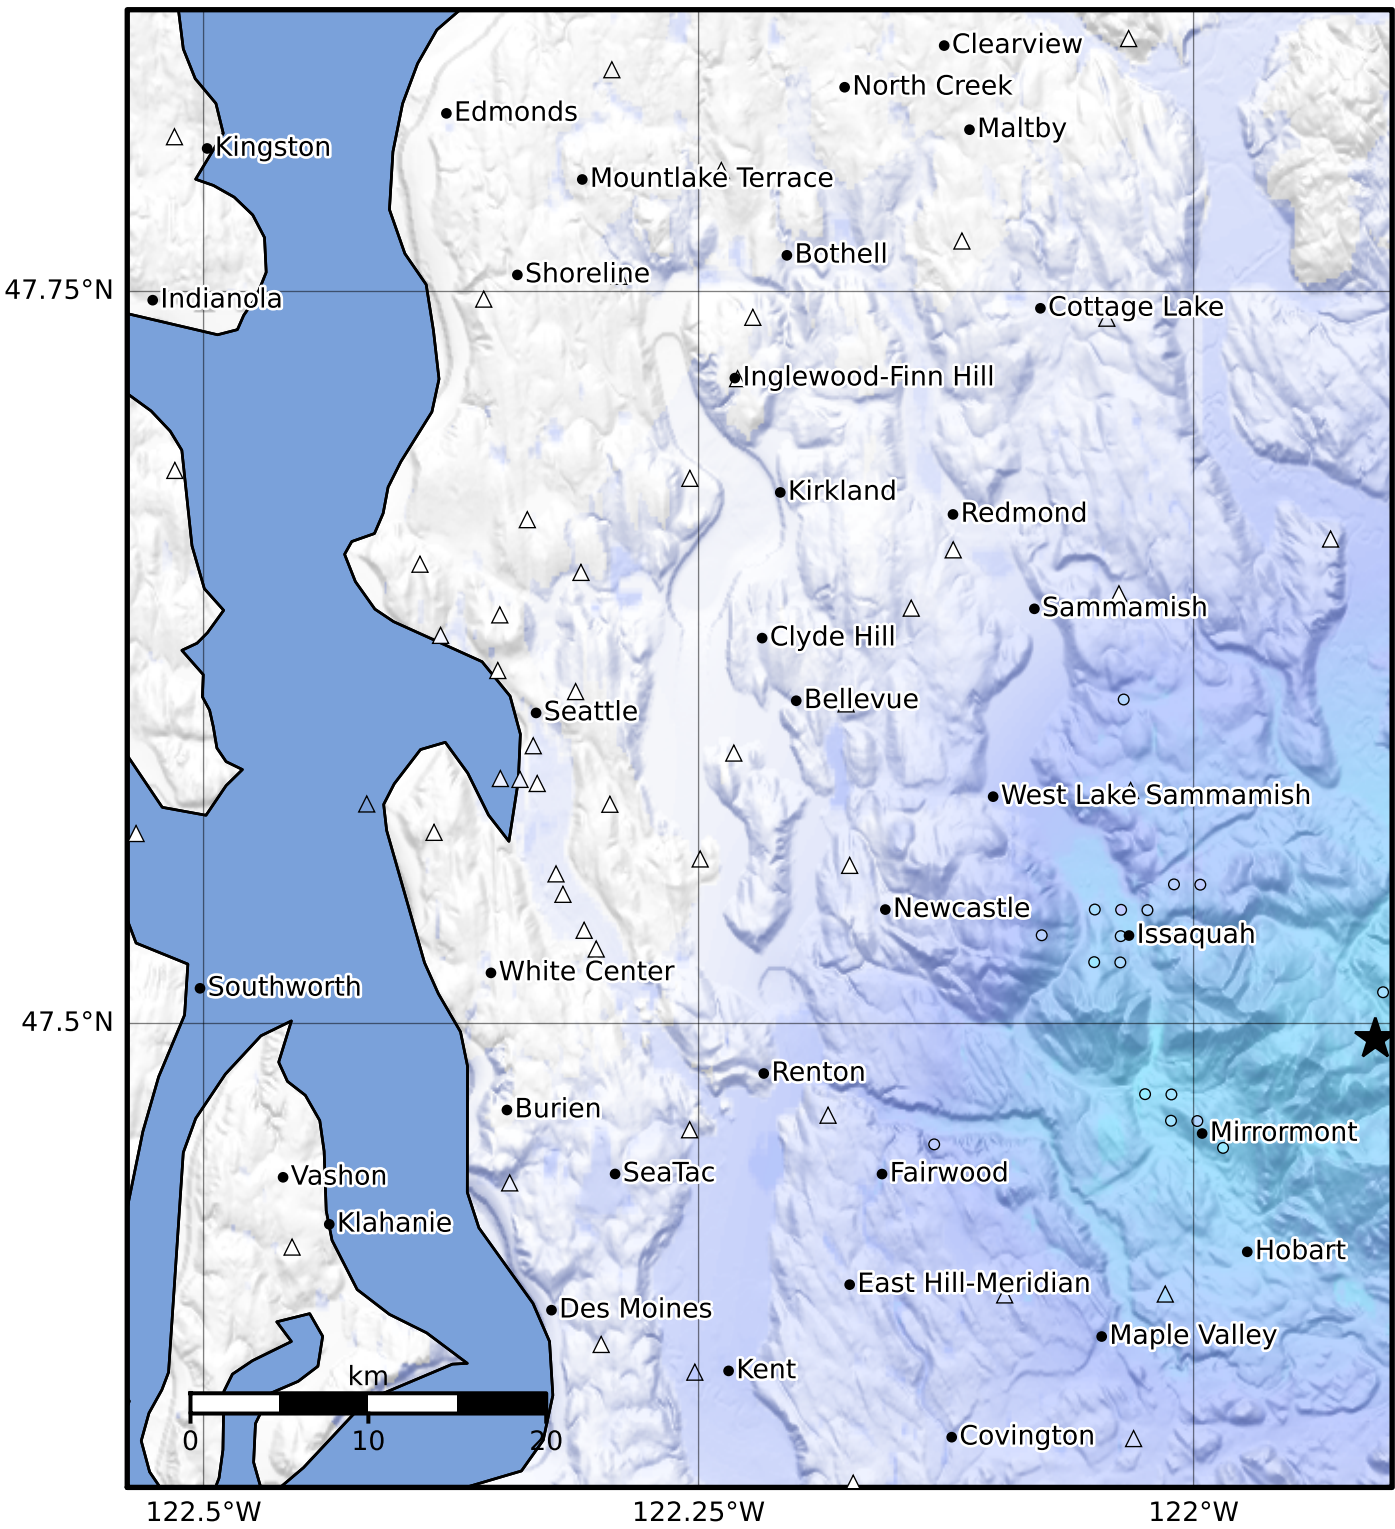 Clearview
North Creek
Edmonds
Maltby
Kingston
Mountlake Terrace
Bothell
Shoreline
47.75°N
Indianola
Cottage Lake
Inglewood-Finn Hill
Kirkland
Redmond
Sammamish
Clyde Hill
Bellevue
Seattle
West Lake Sammamish
Newcastle
Issaquah
White Center
Southworth
47.5°N
Renton
Burien
Mirrormont
SeaTac
Fairwood
Vashon
Klahanie
Hobart
East Hill-Meridian
Des Moines
Maple Valley
Kent
km
0 10 20
Covington
122.5°W 122.25°W 122°W